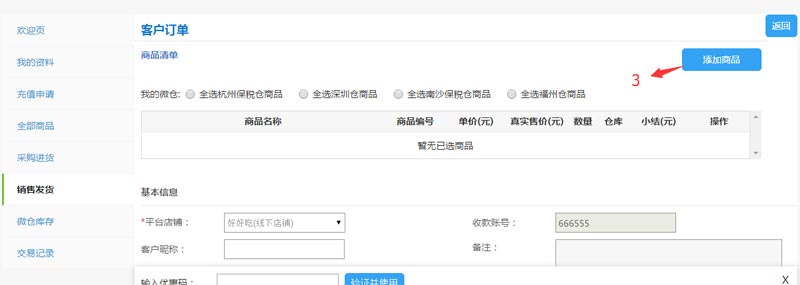 欢迎页
我的资料
充值申请
全部商品
采购进货
销售发货
微仓库存
交易记录
客户订单 返回
商品清单 添加商品
3
我的微仓: 全选杭州保税仓商品 全选深圳仓商品 全选南沙保税仓商品 全选福州仓商品
商品名称 商品编号 单价(元) 真实售价(元) 数量 仓库 小结(元) 操作
暂无已选商品
基本信息
*平台店铺： 好好吃(线下店铺) 收款账号： 666555
客户昵称： 备注：
输入优惠码： 验证并使用 X